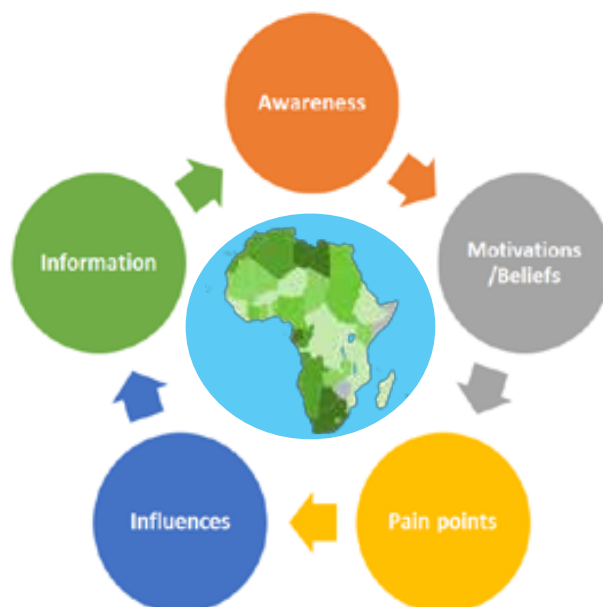 Awareness
Motivations
/Beliefs
Pain points
Influences
Information